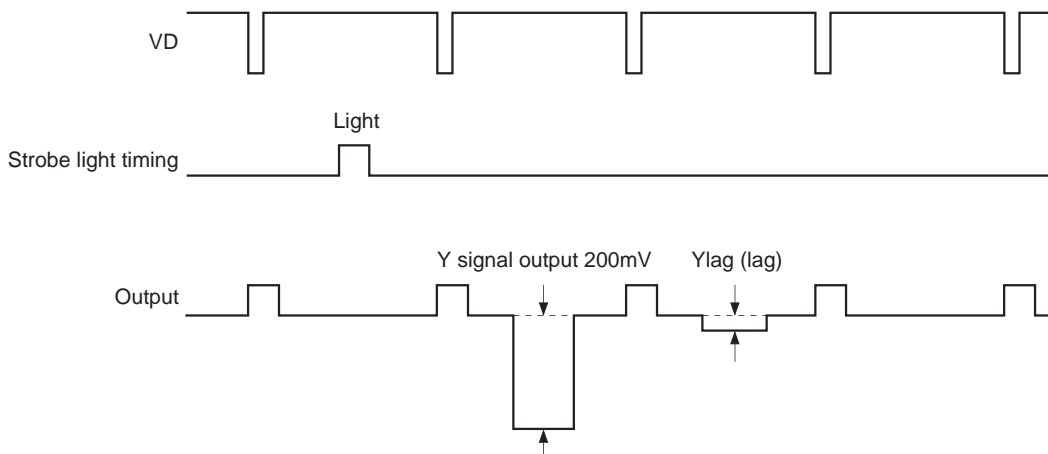 VD
Light
Strobe light timing
Y signal output 200mV
Ylag (lag)
Output